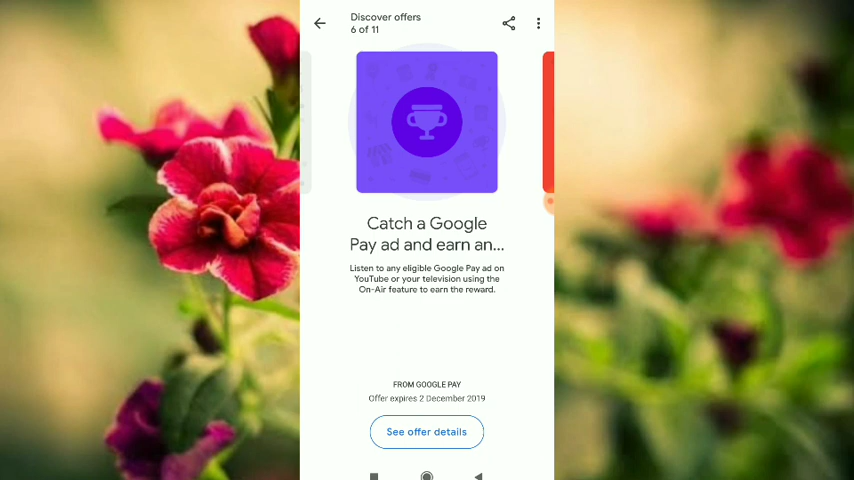 Discover offers
6 of 11
Catch a Google
Pay ad and earn an...
Listen to any eligible Google Pay ad on
YouTube or your television using the
On-Air feature to earn the reward.
FROM GOOGLE PAY
Offer expires 2 December 2019
See offer details